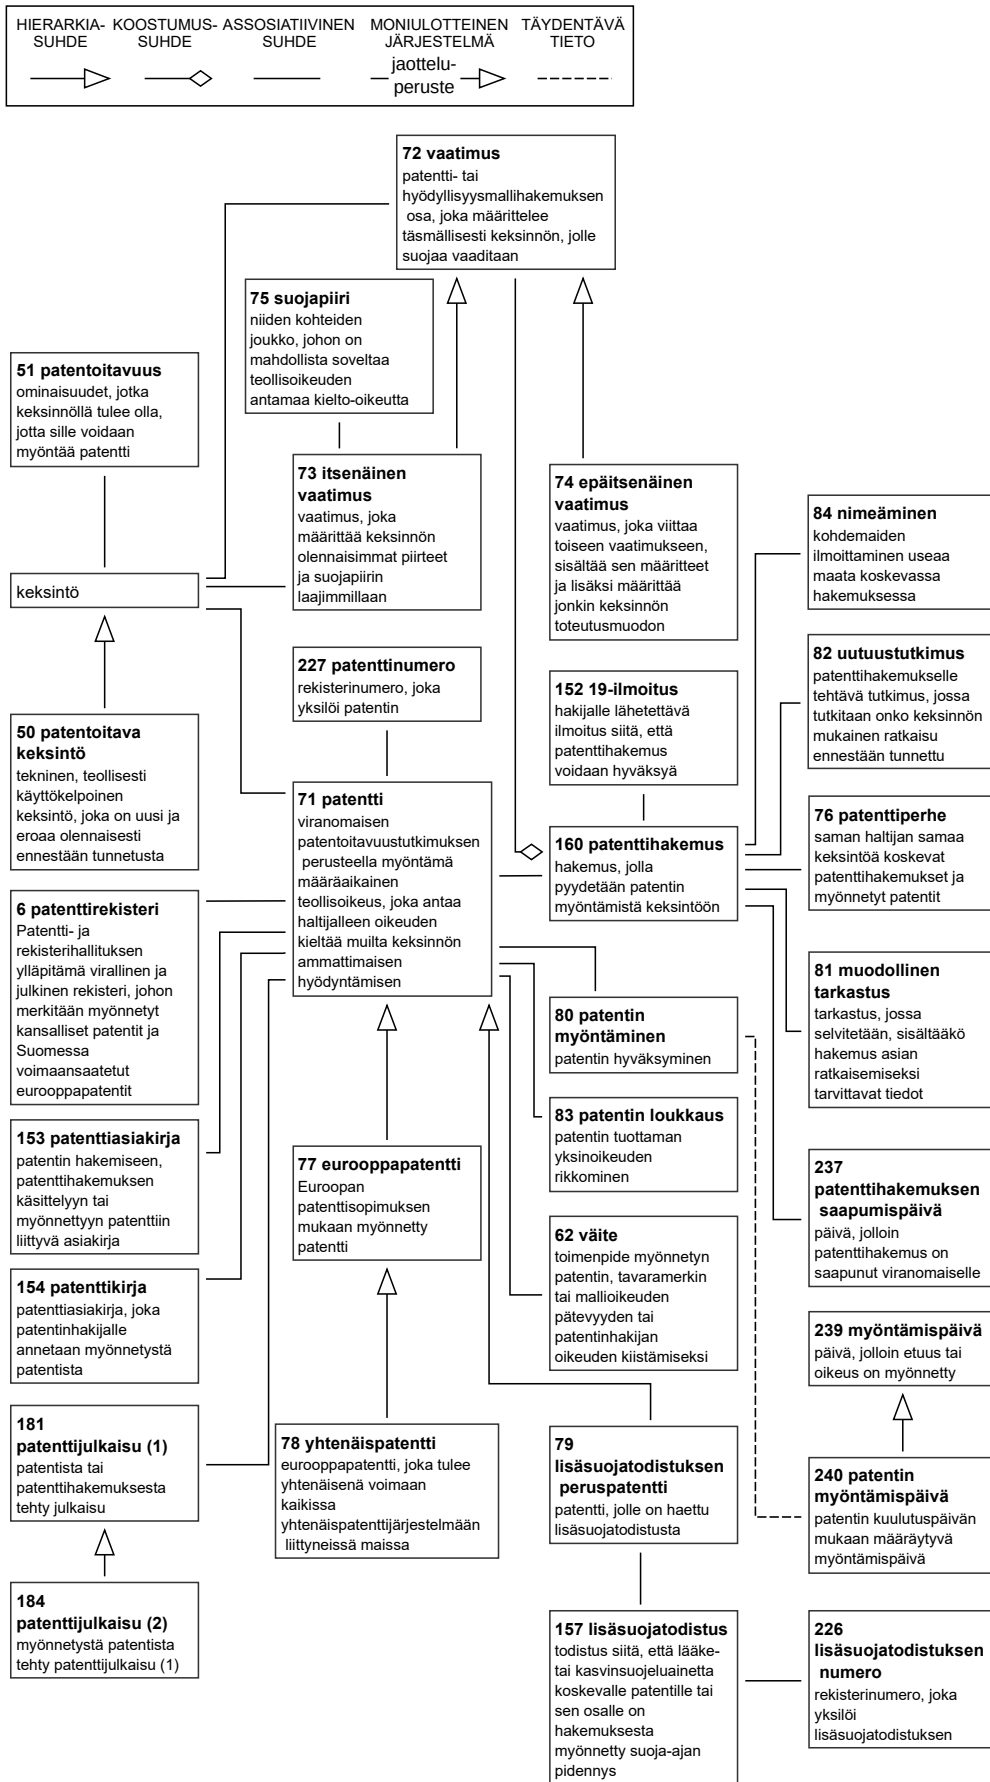 HIERARKIA-
SUHDE
KOOSTUMUS-
SUHDE
ASSOSIATIIVINEN
SUHDE
MONIULOTTEINEN
JÄRJESTELMÄ
jaottelu-
peruste
TÄYDENTÄVÄ
TIETO
72 vaatimus
patentti- tai
hyödyllisyysmallihakemuksen
osa, joka määrittelee
täsmällisesti keksinnön, jolle
suojaa vaaditaan
75 suojapiiri
niiden kohteiden
joukko, johon on
mahdollista soveltaa
teollisoikeuden
antamaa kielto-oikeutta
51 patentoitavuus
ominaisuudet, jotka
keksinnöllä tulee olla,
jotta sille voidaan
myöntää patentti
73 itsenäinen
vaatimus
vaatimus, joka
määrittää keksinnön
olennaisimmat piirteet
ja suojapiirin
laajimmillaan
74 epäitsenäinen
vaatimus
vaatimus, joka viittaa
toiseen vaatimukseen,
sisältää sen määritteet
ja lisäksi määrittää
jonkin keksinnön
toteutusmuodon
84 nimeäminen
kohdemaiden
ilmoittaminen useaa
maata koskevassa
hakemuksessa
keksintö
227 patenttinumero
rekisterinumero, joka
yksilöi patentin
152 19-ilmoitus
hakijalle lähetettävä
ilmoitus siitä, että
patenttihakemus
voidaan hyväksyä
82 uutuustutkimus
patenttihakemukselle
tehtävä tutkimus, jossa
tutkitaan onko keksinnön
mukainen ratkaisu
ennestään tunnettu
50 patentoitava
keksintö
tekninen, teollisesti
käyttökelpoinen
keksintö, joka on uusi ja
eroaa olennaisesti
ennestään tunnetusta
71 patentti
viranomaisen
patentoitavuustutkimuksen
perusteella myöntämä
määräaikainen
teollisoikeus, joka antaa
haltijalleen oikeuden
kieltää muilta keksinnön
ammattimaisen
hyödyntämisen
160 patenttihakemus
hakemus, jolla
pyydetään patentin
myöntämistä keksintöön
76 patenttiperhe
saman haltijan samaa
keksintöä koskevat
patenttihakemukset ja
myönnetyt patentit
6 patenttirekisteri
Patentti- ja
rekisterihallituksen
ylläpitämä virallinen ja
julkinen rekisteri, johon
merkitään myönnetyt
kansalliset patentit ja
Suomessa
voimaansaatetut
eurooppapatentit
81 muodollinen
tarkastus
tarkastus, jossa
selvitetään, sisältääkö
hakemus asian
ratkaisemiseksi
tarvittavat tiedot
80 patentin
myöntäminen
patentin hyväksyminen
83 patentin loukkaus
patentin tuottaman
yksinoikeuden
rikkominen
153 patenttiasiakirja
patentin hakemiseen,
patenttihakemuksen
käsittelyyn tai
myönnettyyn patenttiin
liittyvä asiakirja
77 eurooppapatentti
Euroopan
patenttisopimuksen
mukaan myönnetty
patentti
237
patenttihakemuksen
saapumispäivä
päivä, jolloin
patenttihakemus on
saapunut viranomaiselle
62 väite
toimenpide myönnetyn
patentin, tavaramerkin
tai mallioikeuden
pätevyyden tai
patentinhakijan
oikeuden kiistämiseksi
154 patenttikirja
patenttiasiakirja, joka
patentinhakijalle
annetaan myönnetystä
patentista
239 myöntämispäivä
päivä, jolloin etuus tai
oikeus on myönnetty
181
patenttijulkaisu (1)
patentista tai
patenttihakemuksesta
tehty julkaisu
78 yhtenäispatentti
eurooppapatentti, joka tulee
yhtenäisenä voimaan
kaikissa
yhtenäispatenttijärjestelmään
liittyneissä maissa
79
lisäsuojatodistuksen
peruspatentti
patentti, jolle on haettu
lisäsuojatodistusta
240 patentin
myöntämispäivä
patentin kuulutuspäivän
mukaan määräytyvä
myöntämispäivä
184
patenttijulkaisu (2)
myönnetystä patentista
tehty patenttijulkaisu (1)
157 lisäsuojatodistus
todistus siitä, että lääke-
tai kasvinsuojeluainetta
koskevalle patentille tai
sen osalle on
hakemuksesta
myönnetty suoja-ajan
pidennys
226
lisäsuojatodistuksen
numero
rekisterinumero, joka
yksilöi
lisäsuojatodistuksen